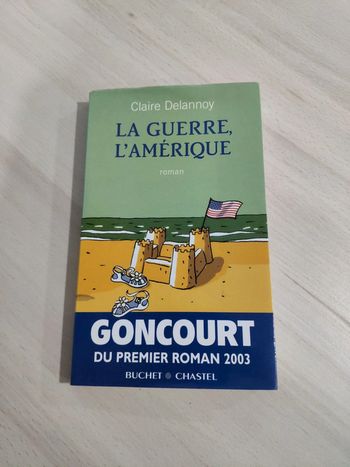 Claire Delannoy
LA GUERRE,
L'AMÉRIQUE
roman
GONCOURT
DU PREMIER ROMAN 2003
BUCHET ● CHASTEL